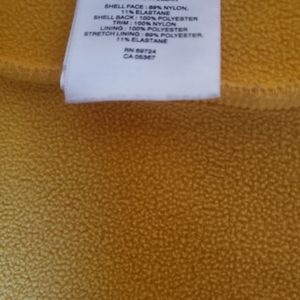 SHELL FACE : 89% NYLON,
11% ELASTANE
SHELL BACK : 100% POLYESTER
TRIM : 100% NYLON
LINING : 100% POLYESTER
STRETCH LINING : 89% POLYESTER,
11% ELASTANE
RN 69724
CA 05367